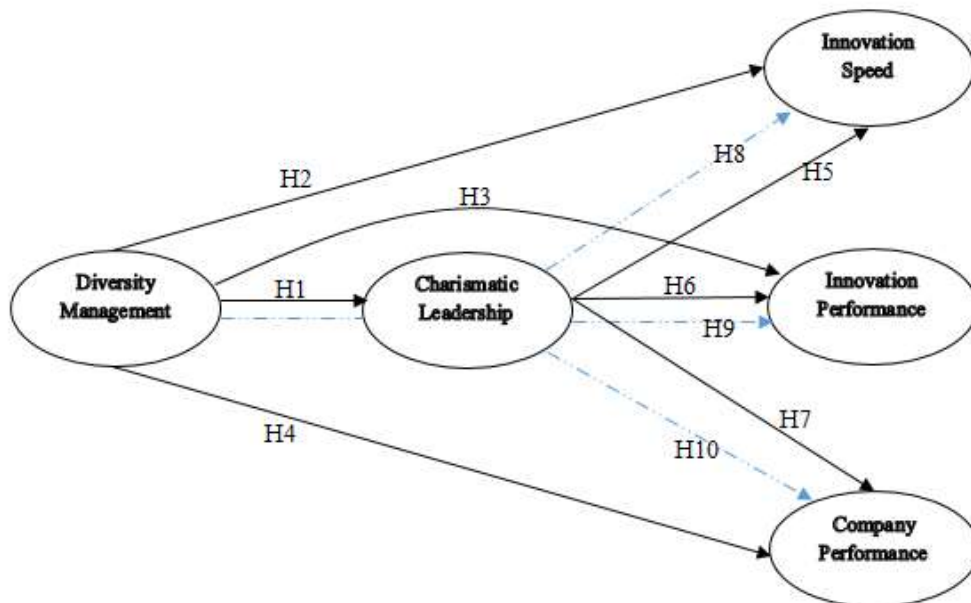 Innovation
Speed
H8
H5
H2
H3
Diversity
Management
H1
Charismatic
Leadership
H6
Innovation
Performance
H9
H4
H7
H10
Company
Performance